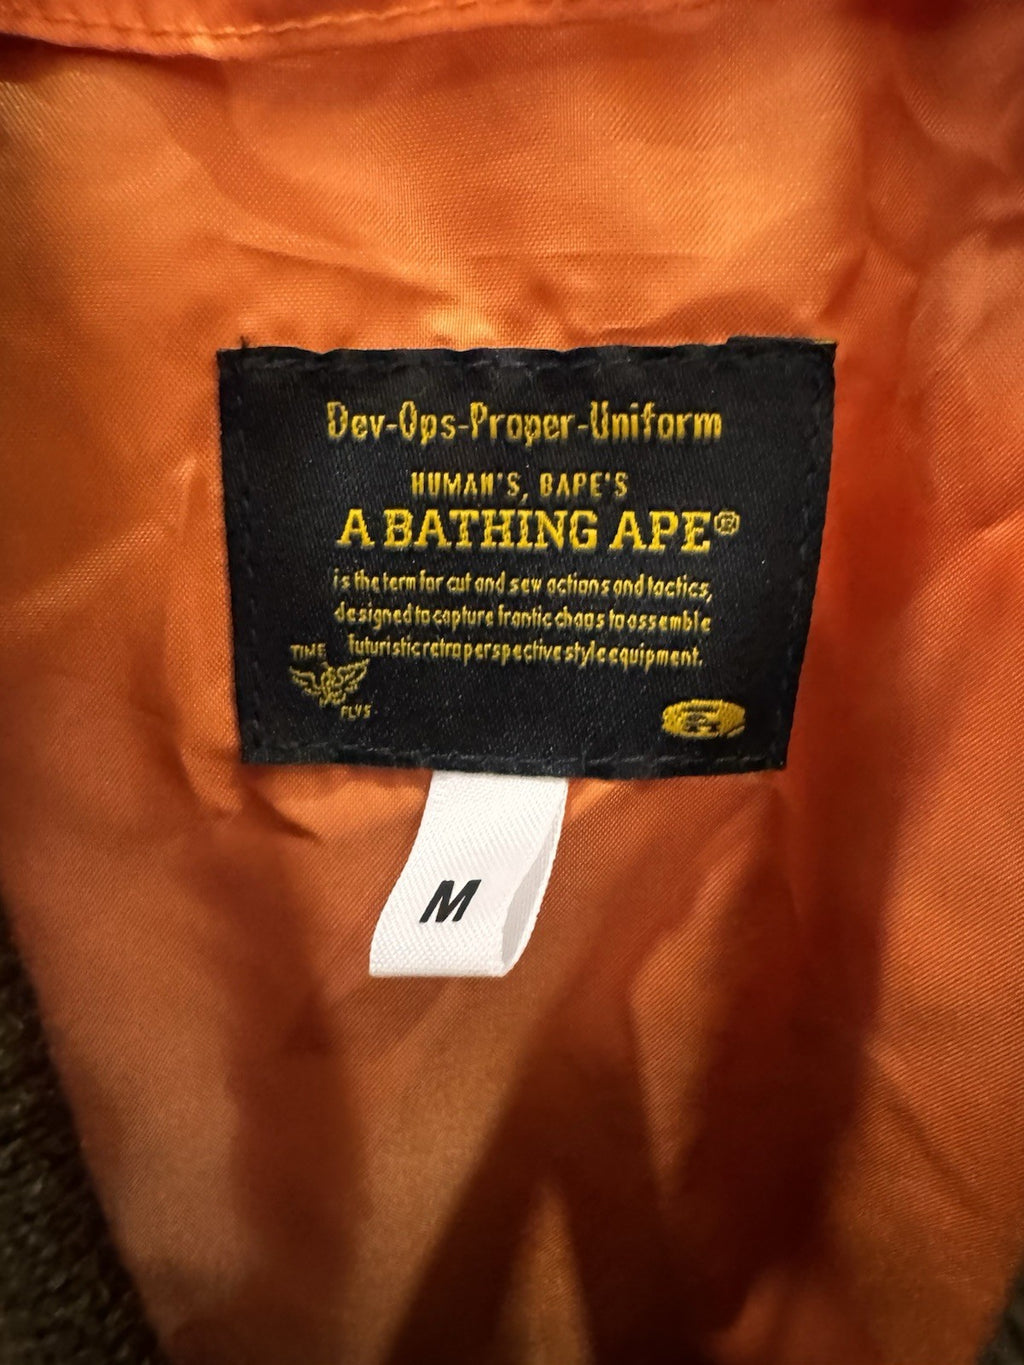 Dev-Ops-Proper-Uniform
HUMAN'S, BAPE'S
A BATHING APE®
is the term for cut and sew actions and tactics,
designed to capture frantic chaos to assemble
futuristic retro perspective style equipment.
TIME
FLYS
M